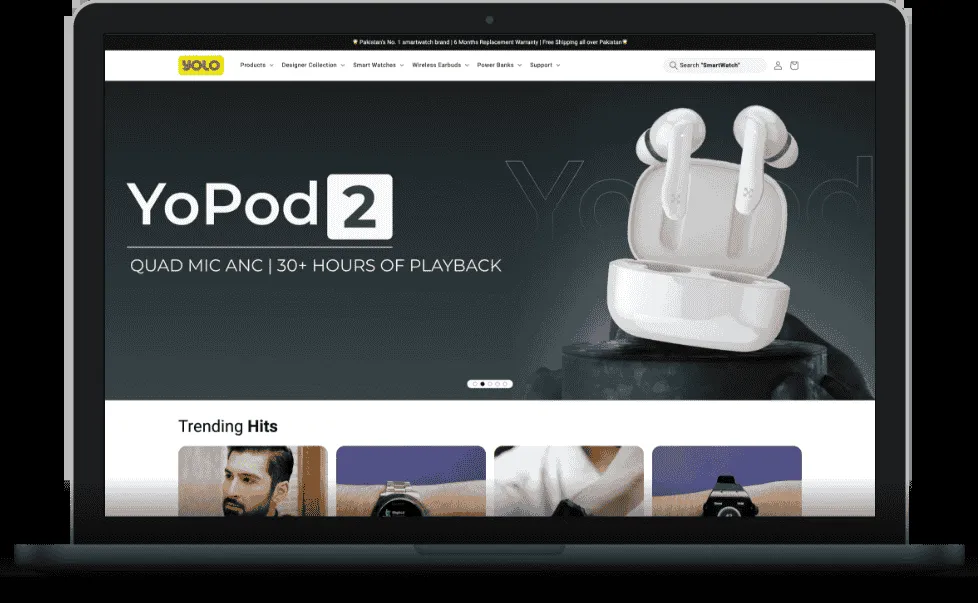 Pakistan's No. 1 smartwatch brand | 6 Months Replacement Warranty | Free Shipping all over Pakistan
YOLO
Products Designer Collection Smart Watches Wireless Earbuds Power Banks Support
Search "SmartWatch"
YoPod 2
QUAD MIC ANC | 30+ HOURS OF PLAYBACK
YoPod
Trending Hits